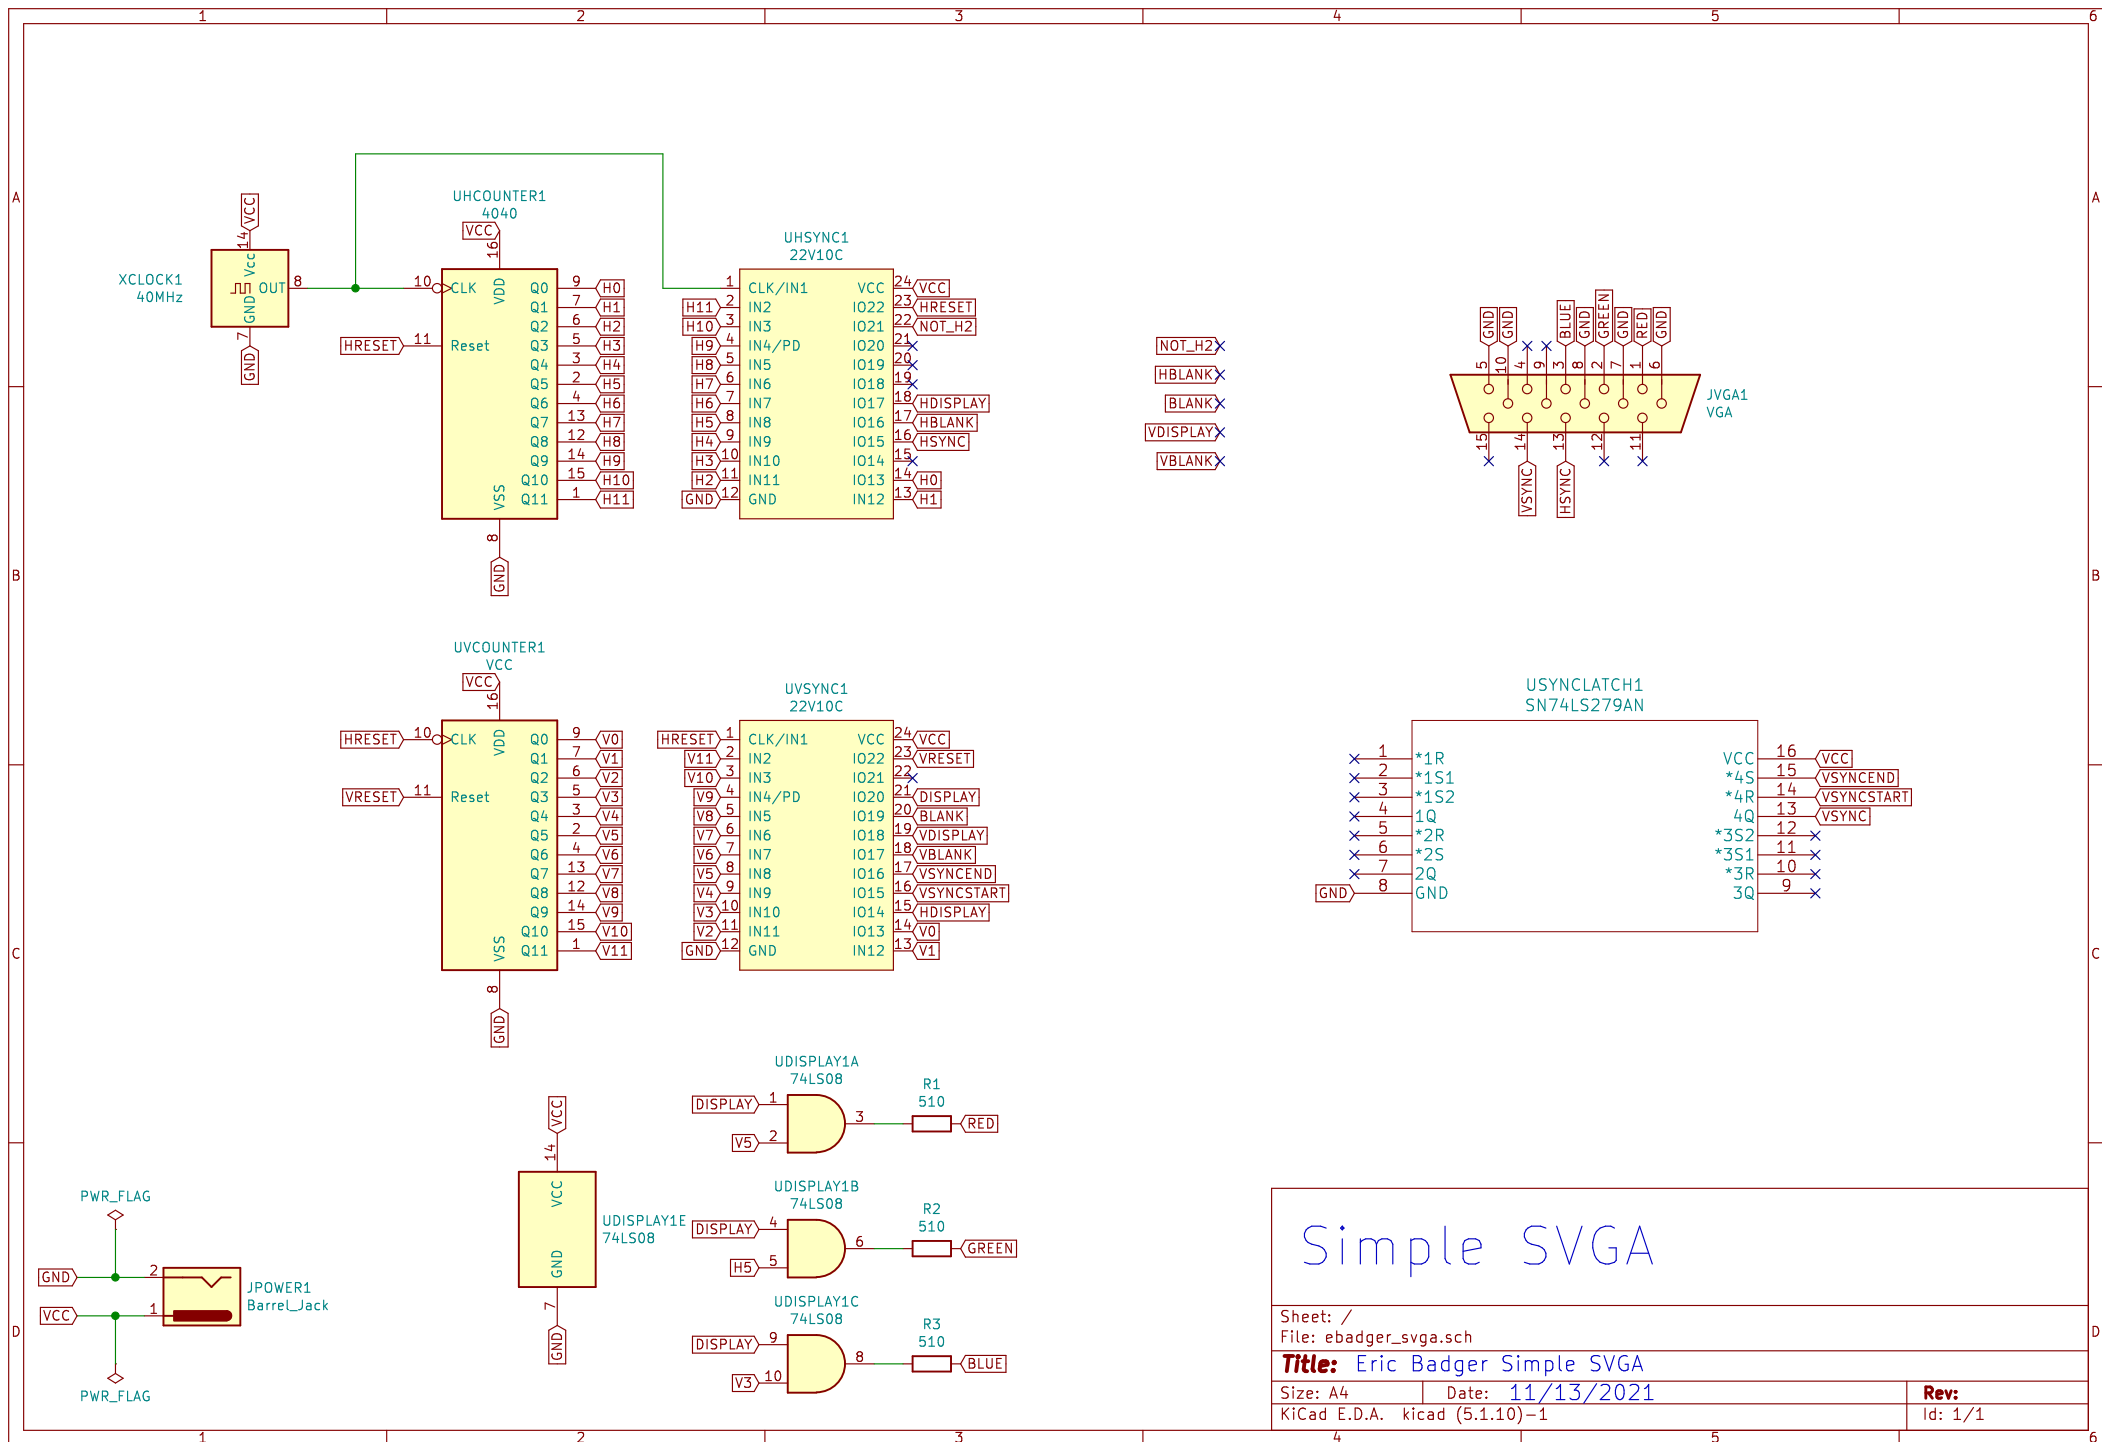 1 2 3 4 5 6
A A
B B
C C
D D
1 2 3 4 5 6
XCLOCK1
40MHz
VCC
14
Vcc
OUT
8
GND
7
GND
UHCOUNTER1
4040
VCC
16
VDD
10 CLK
HRESET 11 Reset
Q0 9 H0
Q1 7 H1
Q2 6 H2
Q3 5 H3
Q4 3 H4
Q5 2 H5
Q6 4 H6
Q7 13 H7
Q8 12 H8
Q9 14 H9
Q10 15 H10
Q11 1 H11
VSS
8
GND
UHSYNC1
22V10C
1 CLK/IN1 VCC 24 VCC
H11 2 IN2 IO22 23 HRESET
H10 3 IN3 IO21 22 NOT_H2
H9 4 IN4/PD IO20 21
H8 5 IN5 IO19 20
H7 6 IN6 IO18 19
H6 7 IN7 IO17 18 HDISPLAY
H5 8 IN8 IO16 17 HBLANK
H4 9 IN9 IO15 16 HSYNC
H3 10 IN10 IO14 15
H2 11 IN11 IO13 14 H0
GND 12 GND IN12 13 H1
NOT_H2
HBLANK
BLANK
VDISPLAY
VBLANK
GND GND BLUE GND GREEN GND RED GND
5 10 4 9 3 8 2 7 1 6
JVGA1
VGA
15 14 13 12 11
VSYNC HSYNC
UVCOUNTER1
VCC
VCC
16
VDD
HRESET 10 CLK
VRESET 11 Reset
Q0 9 V0
Q1 7 V1
Q2 6 V2
Q3 5 V3
Q4 3 V4
Q5 2 V5
Q6 4 V6
Q7 13 V7
Q8 12 V8
Q9 14 V9
Q10 15 V10
Q11 1 V11
VSS
8
GND
UVSYNC1
22V10C
HRESET 1 CLK/IN1 VCC 24 VCC
V11 2 IN2 IO22 23 VRESET
V10 3 IN3 IO21 22
V9 4 IN4/PD IO20 21 DISPLAY
V8 5 IN5 IO19 20 BLANK
V7 6 IN6 IO18 19 VDISPLAY
V6 7 IN7 IO17 18 VBLANK
V5 8 IN8 IO16 17 VSYNCEND
V4 9 IN9 IO15 16 VSYNCSTART
V3 10 IN10 IO14 15 HDISPLAY
V2 11 IN11 IO13 14 V0
GND 12 GND IN12 13 V1
USYNCLATCH1
SN74LS279AN
1 *1R VCC 16 VCC
2 *1S1 *4S 15 VSYNCEND
3 *1S2 *4R 14 VSYNCSTART
4 1Q 4Q 13 VSYNC
5 *2R *3S2 12
6 *2S *3S1 11
7 2Q *3R 10
GND 8 GND 3Q 9
UDISPLAY1A
74LS08
DISPLAY 1
V5 2
3
R1
510
RED
UDISPLAY1B
74LS08
DISPLAY 4
H5 5
6
R2
510
GREEN
UDISPLAY1C
74LS08
DISPLAY 9
V3 10
8
R3
510
BLUE
VCC
14
VCC
UDISPLAY1E
74LS08
GND
7
GND
PWR_FLAG
GND 2
VCC 1
JPOWER1
Barrel_Jack
PWR_FLAG
Simple SVGA
Sheet: /
File: ebadger_svga.sch
Title: Eric Badger Simple SVGA
Size: A4 Date: 11/13/2021 Rev:
KiCad E.D.A. kicad (5.1.10)-1 Id: 1/1